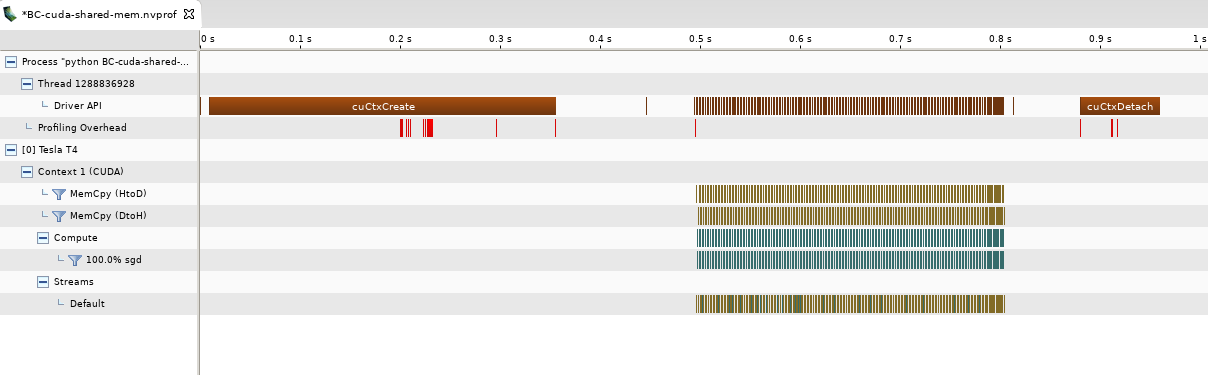 *BC-cuda-shared-mem.nvprof
0 s 0.1 s 0.2 s 0.3 s 0.4 s 0.5 s 0.6 s 0.7 s 0.8 s 0.9 s 1 s
Process "python BC-cuda-shared-...
Thread 1288836928
Driver API cuCtxCreate cuCtxDetach
Profiling Overhead
[0] Tesla T4
Context 1 (CUDA)
MemCpy (HtoD)
MemCpy (DtoH)
Compute
100.0% sgd
Streams
Default